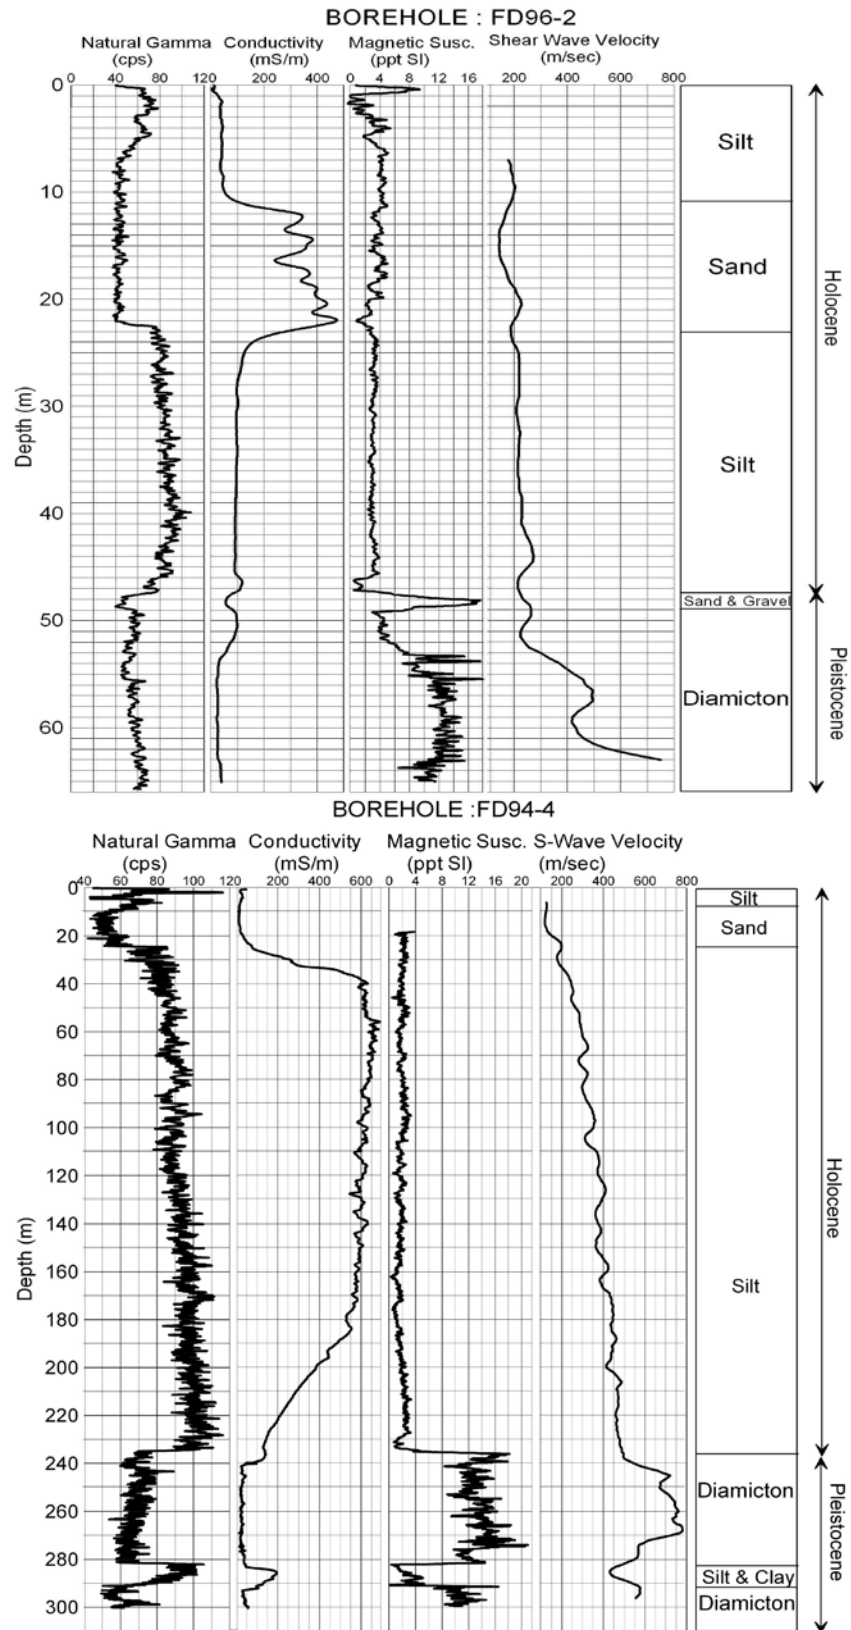 BOREHOLE : FD96-2
Natural Gamma Conductivity Magnetic Susc. Shear Wave Velocity
(cps) (mS/m) (ppt SI) (m/sec)
0 40 80 120 200 400 0 4 8 12 16 200 400 600 800
0
10
20
30
40
50
60
Depth (m)
Silt
Sand
Silt
Sand & Gravel
Diamicton
Holocene
Pleistocene
BOREHOLE :FD94-4
Natural Gamma Conductivity Magnetic Susc. S-Wave Velocity
(cps) (mS/m) (ppt SI) (m/sec)
40 60 80 100 120 200 400 600 0 4 8 12 16 20 200 400 600 800
0
20
40
60
80
100
120
140
160
180
200
220
240
260
280
300
Depth (m)
Silt
Sand
Silt
Diamicton
Silt & Clay
Diamicton
Holocene
Pleistocene